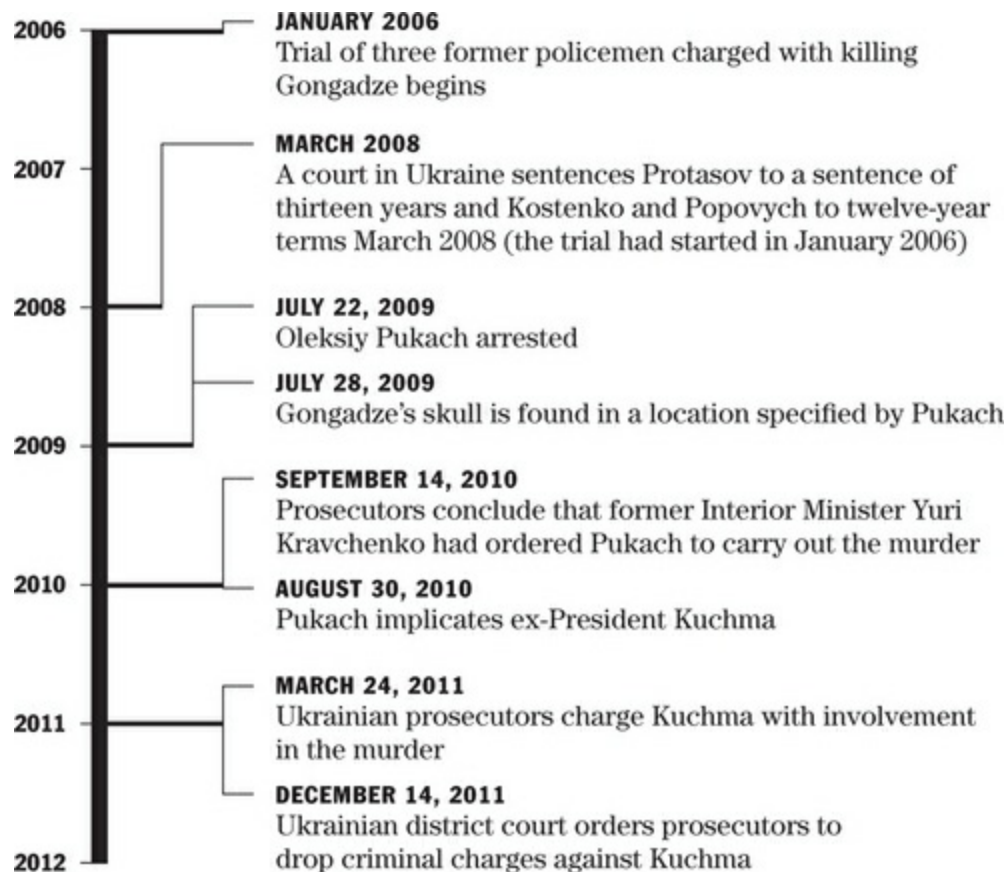 2006
JANUARY 2006
Trial of three former policemen charged with killing
Gongadze begins
2007
MARCH 2008
A court in Ukraine sentences Protasov to a sentence of
thirteen years and Kostenko and Popovych to twelve-year
terms March 2008 (the trial had started in January 2006)
2008
JULY 22, 2009
Oleksiy Pukach arrested
JULY 28, 2009
Gongadze's skull is found in a location specified by Pukach
2009
SEPTEMBER 14, 2010
Prosecutors conclude that former Interior Minister Yuri
Kravchenko had ordered Pukach to carry out the murder
2010
AUGUST 30, 2010
Pukach implicates ex-President Kuchma
MARCH 24, 2011
Ukrainian prosecutors charge Kuchma with involvement
in the murder
2011
DECEMBER 14, 2011
Ukrainian district court orders prosecutors to
drop criminal charges against Kuchma
2012